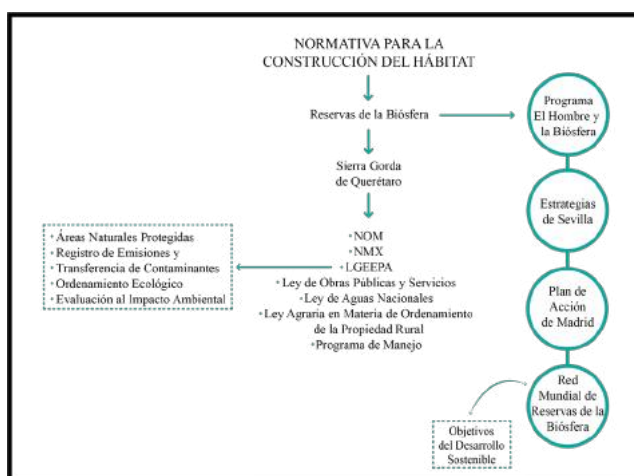 NORMATIVA PARA LA
CONSTRUCCIÓN DEL HÁBITAT
Reservas de la Biósfera
Sierra Gorda
de Querétaro
• NOM
• NMX
• LGEEPA
• Ley de Obras Públicas y Servicios
• Ley de Aguas Nacionales
• Ley Agraria en Materia de Ordenamiento
de la Propiedad Rural
• Programa de Manejo
• Áreas Naturales Protegidas
• Registro de Emisiones y
• Transferencia de Contaminantes
• Ordenamiento Ecológico
• Evaluación al Impacto Ambiental
Programa
El Hombre y
la Biósfera
Estrategias
de Sevilla
Plan de
Acción
de Madrid
Red
Mundial de
Reservas de la
Biósfera
Objetivos
del Desarrollo
Sostenible